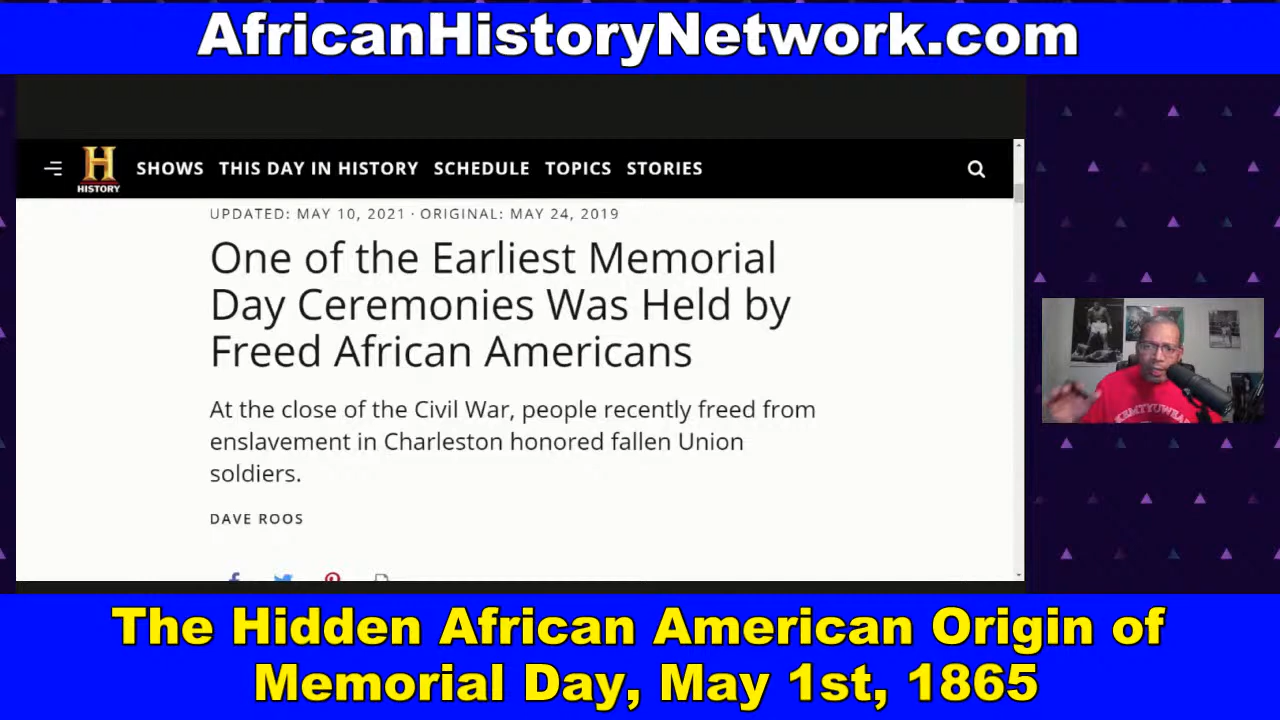 AfricanHistoryNetwork.com
H
HISTORY
SHOWS THIS DAY IN HISTORY SCHEDULE TOPICS STORIES
UPDATED: MAY 10, 2021 · ORIGINAL: MAY 24, 2019
One of the Earliest Memorial
Day Ceremonies Was Held by
Freed African Americans
At the close of the Civil War, people recently freed from
enslavement in Charleston honored fallen Union
soldiers.
DAVE ROOS
The Hidden African American Origin of
Memorial Day, May 1st, 1865